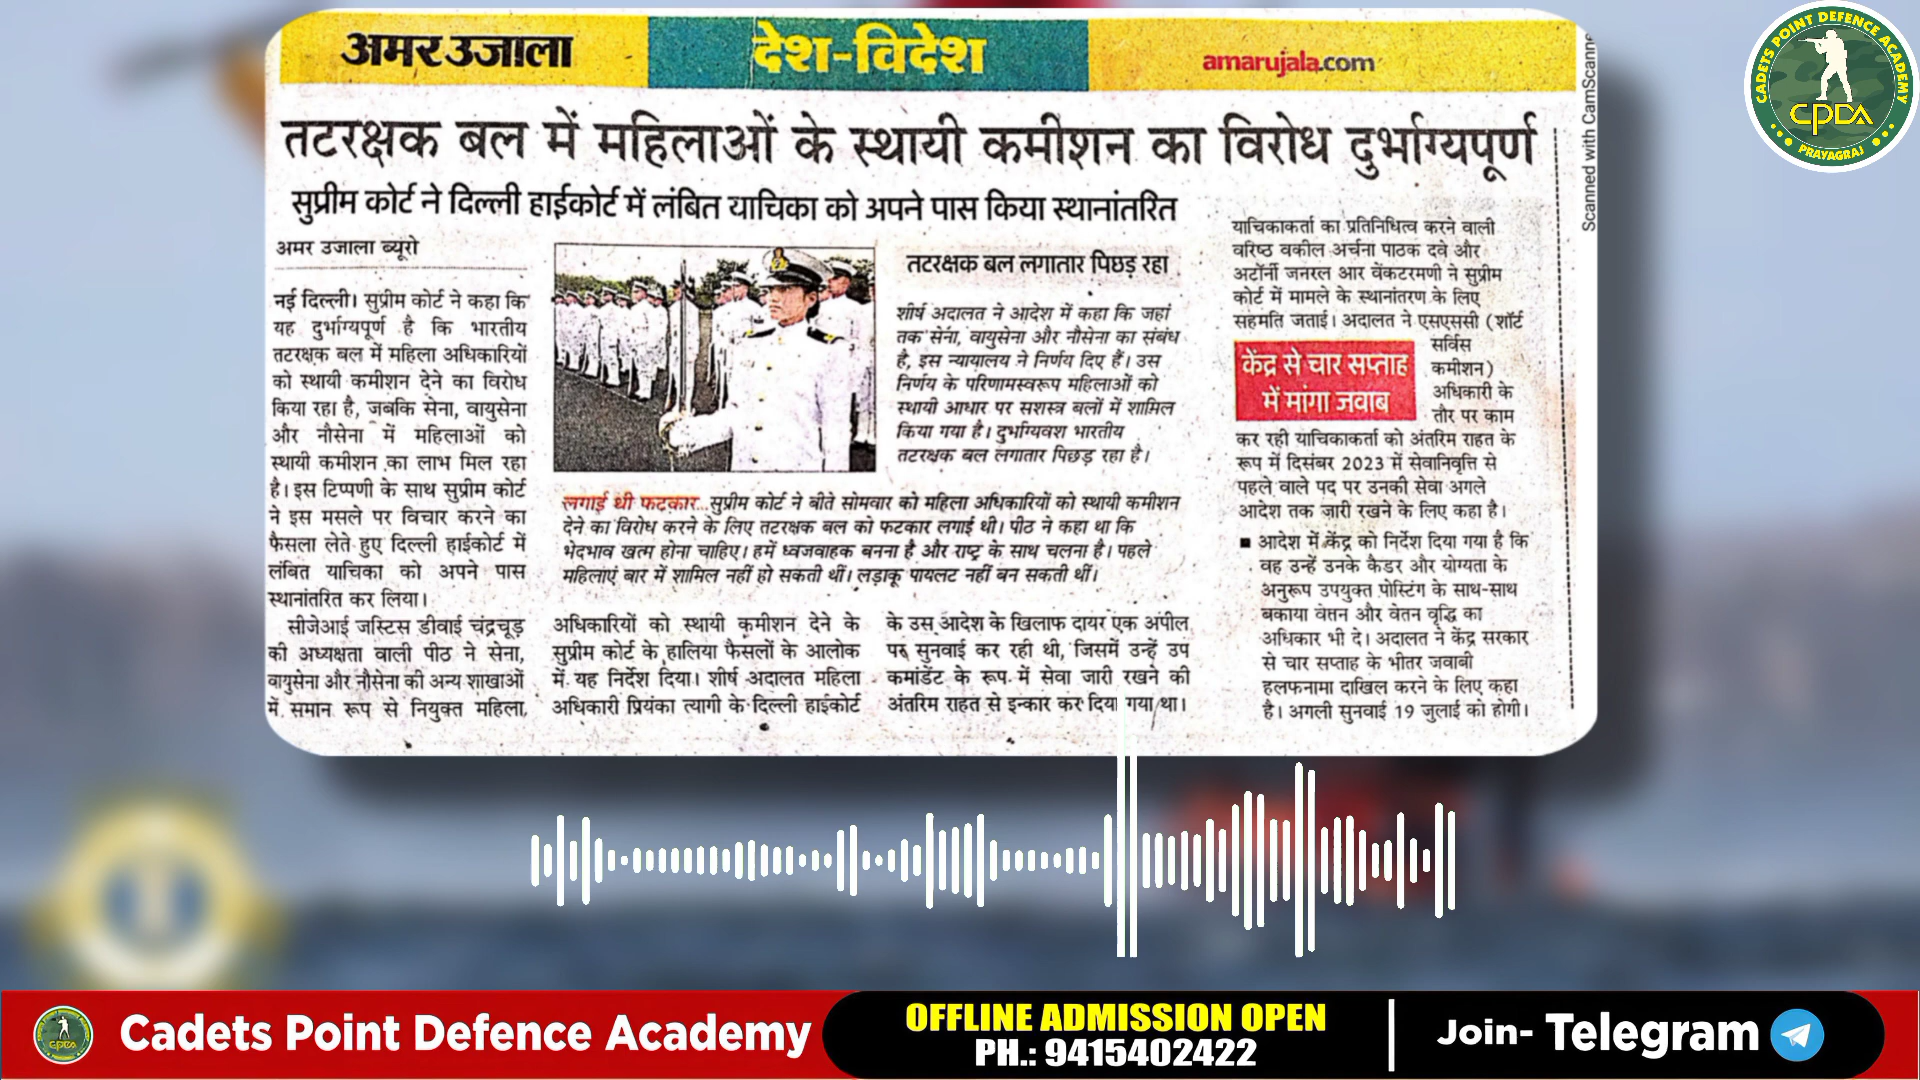 अमर उजाला
देश-विदेश
amarujala.com
तटरक्षक बल में महिलाओं के स्थायी कमीशन का विरोध दुर्भाग्यपूर्ण
सुप्रीम कोर्ट ने दिल्ली हाईकोर्ट में लंबित याचिका को अपने पास किया स्थानांतरित
अमर उजाला ब्यूरो
नई दिल्ली। सुप्रीम कोर्ट ने कहा कि
यह दुर्भाग्यपूर्ण है कि भारतीय
तटरक्षक बल में महिला अधिकारियों
को स्थायी कमीशन देने का विरोध
किया रहा है, जबकि सेना, वायुसेना
और नौसेना में महिलाओं को
स्थायी कमीशन का लाभ मिल रहा
है। इस टिप्पणी के साथ सुप्रीम कोर्ट
ने इस मसले पर विचार करने का
फैसला लेते हुए दिल्ली हाईकोर्ट में
लंबित याचिका को अपने पास
स्थानांतरित कर लिया।
सीजेआई जस्टिस डीवाई चंद्रचूड़
की अध्यक्षता वाली पीठ ने सेना,
वायुसेना और नौसेना की अन्य शाखाओं
में समान रूप से नियुक्त महिला,
तटरक्षक बल लगातार पिछड़ रहा
शीर्ष अदालत ने आदेश में कहा कि जहां
तक सेना, वायुसेना और नौसेना का संबंध
है, इस न्यायालय ने निर्णय दिए हैं। उस
निर्णय के परिणामस्वरूप महिलाओं को
स्थायी आधार पर सशस्त्र बलों में शामिल
किया गया है। दुर्भाग्यवश भारतीय
तटरक्षक बल लगातार पिछड़ रहा है।
लगाई थी फटकार...सुप्रीम कोर्ट ने बीते सोमवार को महिला अधिकारियों को स्थायी कमीशन
देने का विरोध करने के लिए तटरक्षक बल को फटकार लगाई थी। पीठ ने कहा था कि
भेदभाव खत्म होना चाहिए। हमें ध्वजवाहक बनना है और राष्ट्र के साथ चलना है। पहले
महिलाएं बार में शामिल नहीं हो सकती थीं। लड़ाकू पायलट नहीं बन सकती थीं।
अधिकारियों को स्थायी कमीशन देने के
सुप्रीम कोर्ट के हालिया फैसलों के आलोक
में यह निर्देश दिया। शीर्ष अदालत महिला
अधिकारी प्रियंका त्यागी के दिल्ली हाईकोर्ट
के उस आदेश के खिलाफ दायर एक अपील
पर सुनवाई कर रही थी, जिसमें उन्हें उप
कमांडेंट के रूप में सेवा जारी रखने की
अंतरिम राहत से इन्कार कर दिया गया था।
याचिकाकर्ता का प्रतिनिधित्व करने वाली
वरिष्ठ वकील अर्चना पाठक दवे और
अटॉर्नी जनरल आर वेंकटरमणी ने सुप्रीम
कोर्ट में मामले के स्थानांतरण के लिए
सहमति जताई। अदालत ने एसएससी (शॉर्ट
सर्विस
कमीशन)
अधिकारी के
तौर पर काम
केंद्र से चार सप्ताह
में मांगा जवाब
कर रही याचिकाकर्ता को अंतरिम राहत के
रूप में दिसंबर 2023 में सेवानिवृत्ति से
पहले वाले पद पर उनकी सेवा अगले
आदेश तक जारी रखने के लिए कहा है।
■ आदेश में केंद्र को निर्देश दिया गया है कि
वह उन्हें उनके कैडर और योग्यता के
अनुरूप उपयुक्त पोस्टिंग के साथ-साथ
बकाया वेतन और वेतन वृद्धि का
अधिकार भी दे। अदालत ने केंद्र सरकार
से चार सप्ताह के भीतर जवाबी
हलफनामा दाखिल करने के लिए कहा
है। अगली सुनवाई 19 जुलाई को होगी।
Scanned with CamScanne
CADETS POINT DEFENCE ACADEMY
CPDA
PRAYAGRAJ
CPDA
Cadets Point Defence Academy
OFFLINE ADMISSION OPEN
PH.: 9415402422
Join- Telegram